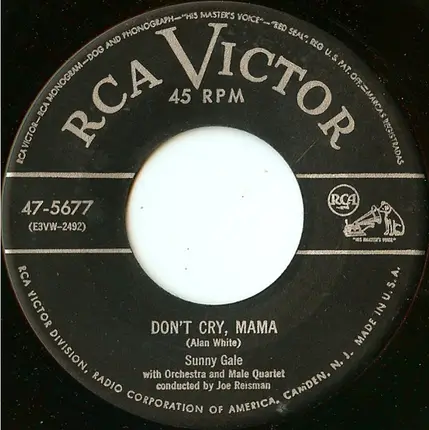 RCA VICTOR–RCA MONOGRAM–DOG AND PHONOGRAPH–"HIS MASTER'S VOICE"–"RED SEAL", REG. U. S. PAT. OFF.–MARCAS REGISTRADAS
RCA VICTOR
45 RPM
47-5677
(E3VW-2492)
RCA
"HIS MASTER'S VOICE"
DON'T CRY, MAMA
(Alan White)
Sunny Gale
with Orchestra and Male Quartet
conducted by Joe Reisman
RCA VICTOR DIVISION, RADIO CORPORATION OF AMERICA, CAMDEN, N. J. MADE IN U.S.A.